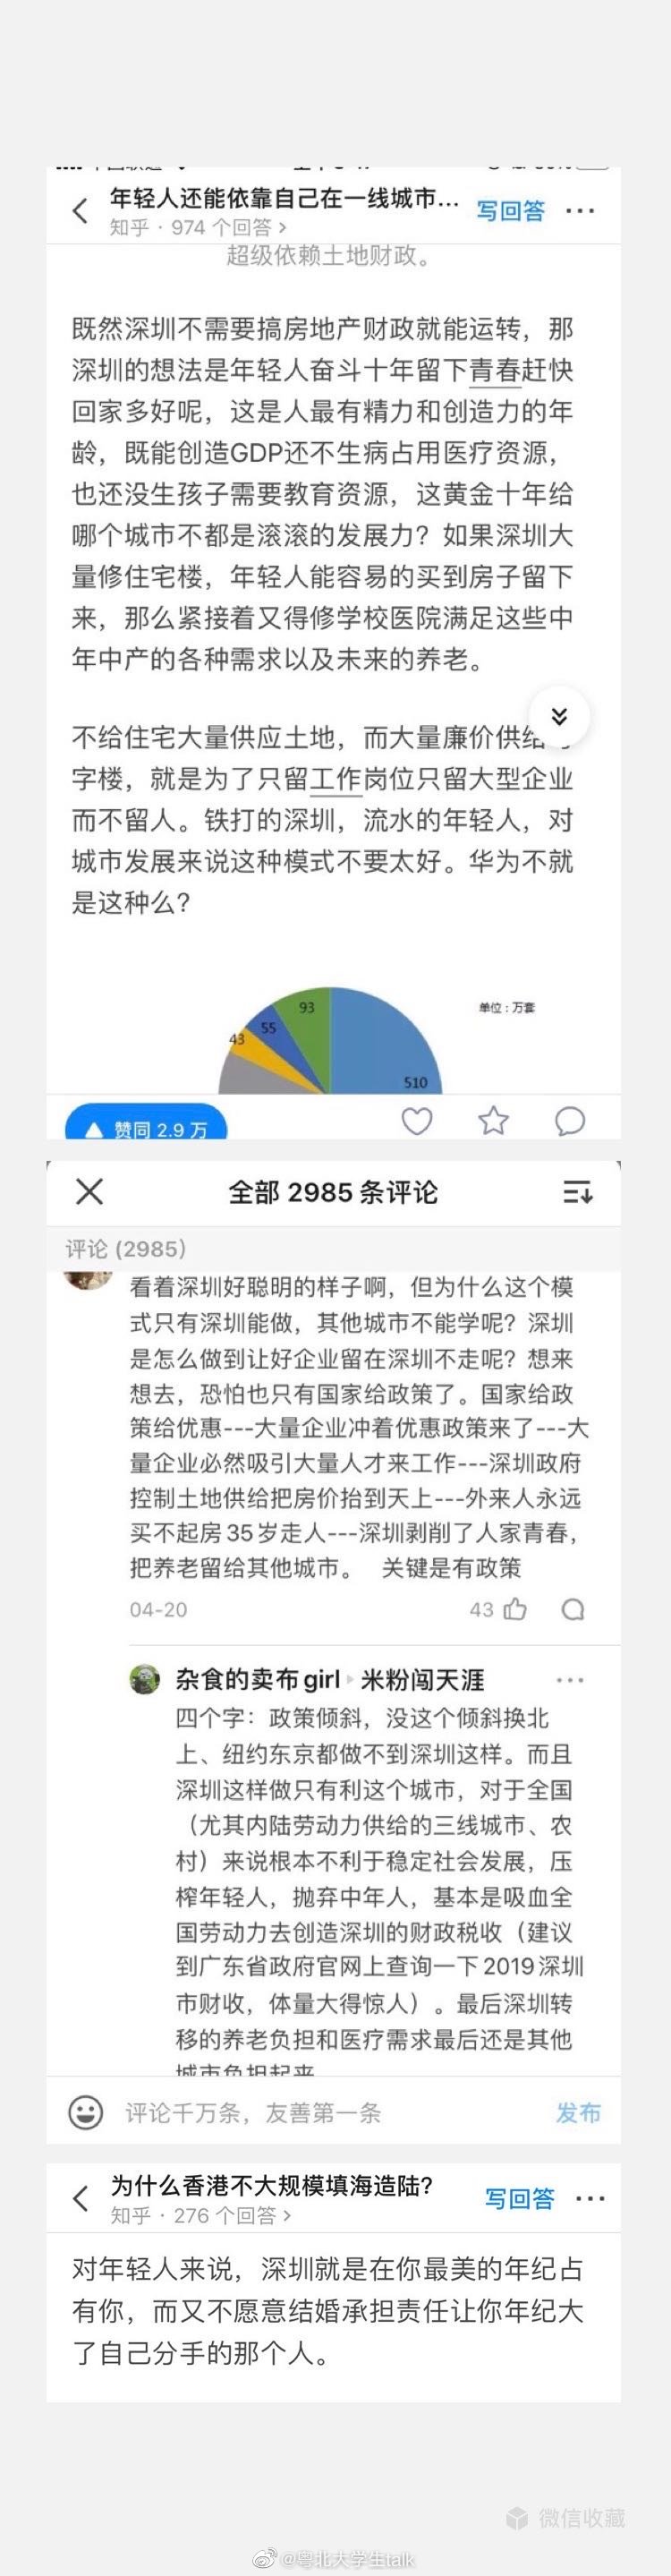 年轻人还能依靠自己在一线城市...
写回答
知乎 · 974 个回答 >
超级依赖土地财政。
既然深圳不需要搞房地产财政就能运转，那
深圳的想法是年轻人奋斗十年留下青春赶快
回家多好呢，这是人最有精力和创造力的年
龄，既能创造GDP还不生病占用医疗资源，
也还没生孩子需要教育资源，这黄金十年给
哪个城市不都是滚滚的发展力？如果深圳大
量修住宅楼，年轻人能容易的买到房子留下
来，那么紧接着又得修学校医院满足这些中
年中产的各种需求以及未来的养老。
不给住宅大量供应土地，而大量廉价供给
字楼，就是为了只留工作岗位只留大型企业
而不留人。铁打的深圳，流水的年轻人，对
城市发展来说这种模式不要太好。华为不就
是这种么？
93
单位：万套
55
43
510
赞同 2.9 万
全部 2985 条评论
评论 (2985)
看着深圳好聪明的样子啊，但为什么这个模
式只有深圳能做，其他城市不能学呢？深圳
是怎么做到让好企业留在深圳不走呢？想来
想去，恐怕也只有国家给政策了。国家给政
策给优惠---大量企业冲着优惠政策来了---大
量企业必然吸引大量人才来工作---深圳政府
控制土地供给把房价抬到天上---外来人永远
买不起房35岁走人---深圳剥削了人家青春，
把养老留给其他城市。 关键是有政策
04-20
43
杂食的卖布girl 米粉闯天涯
四个字：政策倾斜，没这个倾斜换北
上、纽约东京都做不到深圳这样。而且
深圳这样做只有利这个城市，对于全国
（尤其内陆劳动力供给的三线城市、农
村）来说根本不利于稳定社会发展，压
榨年轻人，抛弃中年人，基本是吸血全
国劳动力去创造深圳的财政税收（建议
到广东省政府官网上查询一下2019深圳
市财收，体量大得惊人）。最后深圳转
移的养老负担和医疗需求最后还是其他
城市负担起来
评论千万条，友善第一条
发布
为什么香港不大规模填海造陆？
写回答
知乎 · 276 个回答 >
对年轻人来说，深圳就是在你最美的年纪占
有你，而又不愿意结婚承担责任让你年纪大
了自己分手的那个人。
微信收藏
@粤北大学生talk